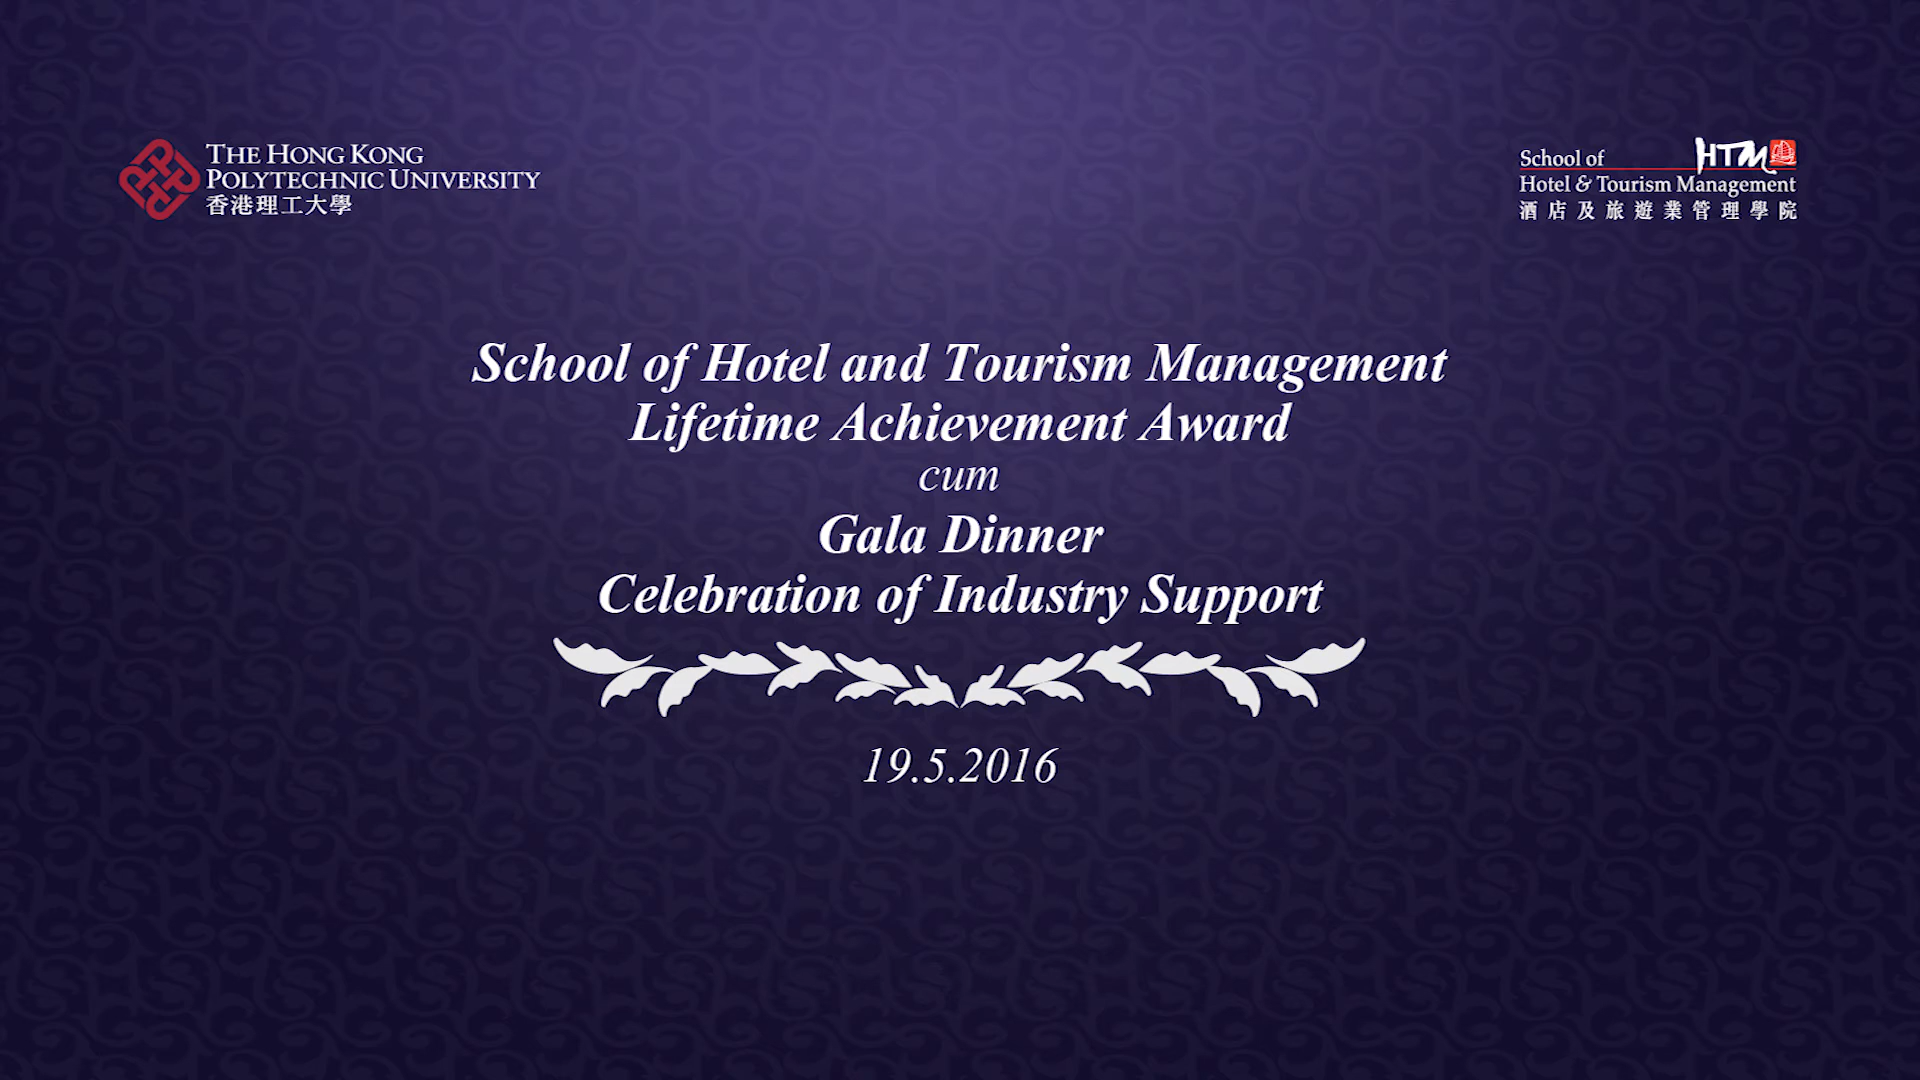 THE HONG KONG
POLYTECHNIC UNIVERSITY
香港理工大學
School of HTM
Hotel & Tourism Management
酒店及旅遊業管理學院
School of Hotel and Tourism Management
Lifetime Achievement Award
cum
Gala Dinner
Celebration of Industry Support
19.5.2016